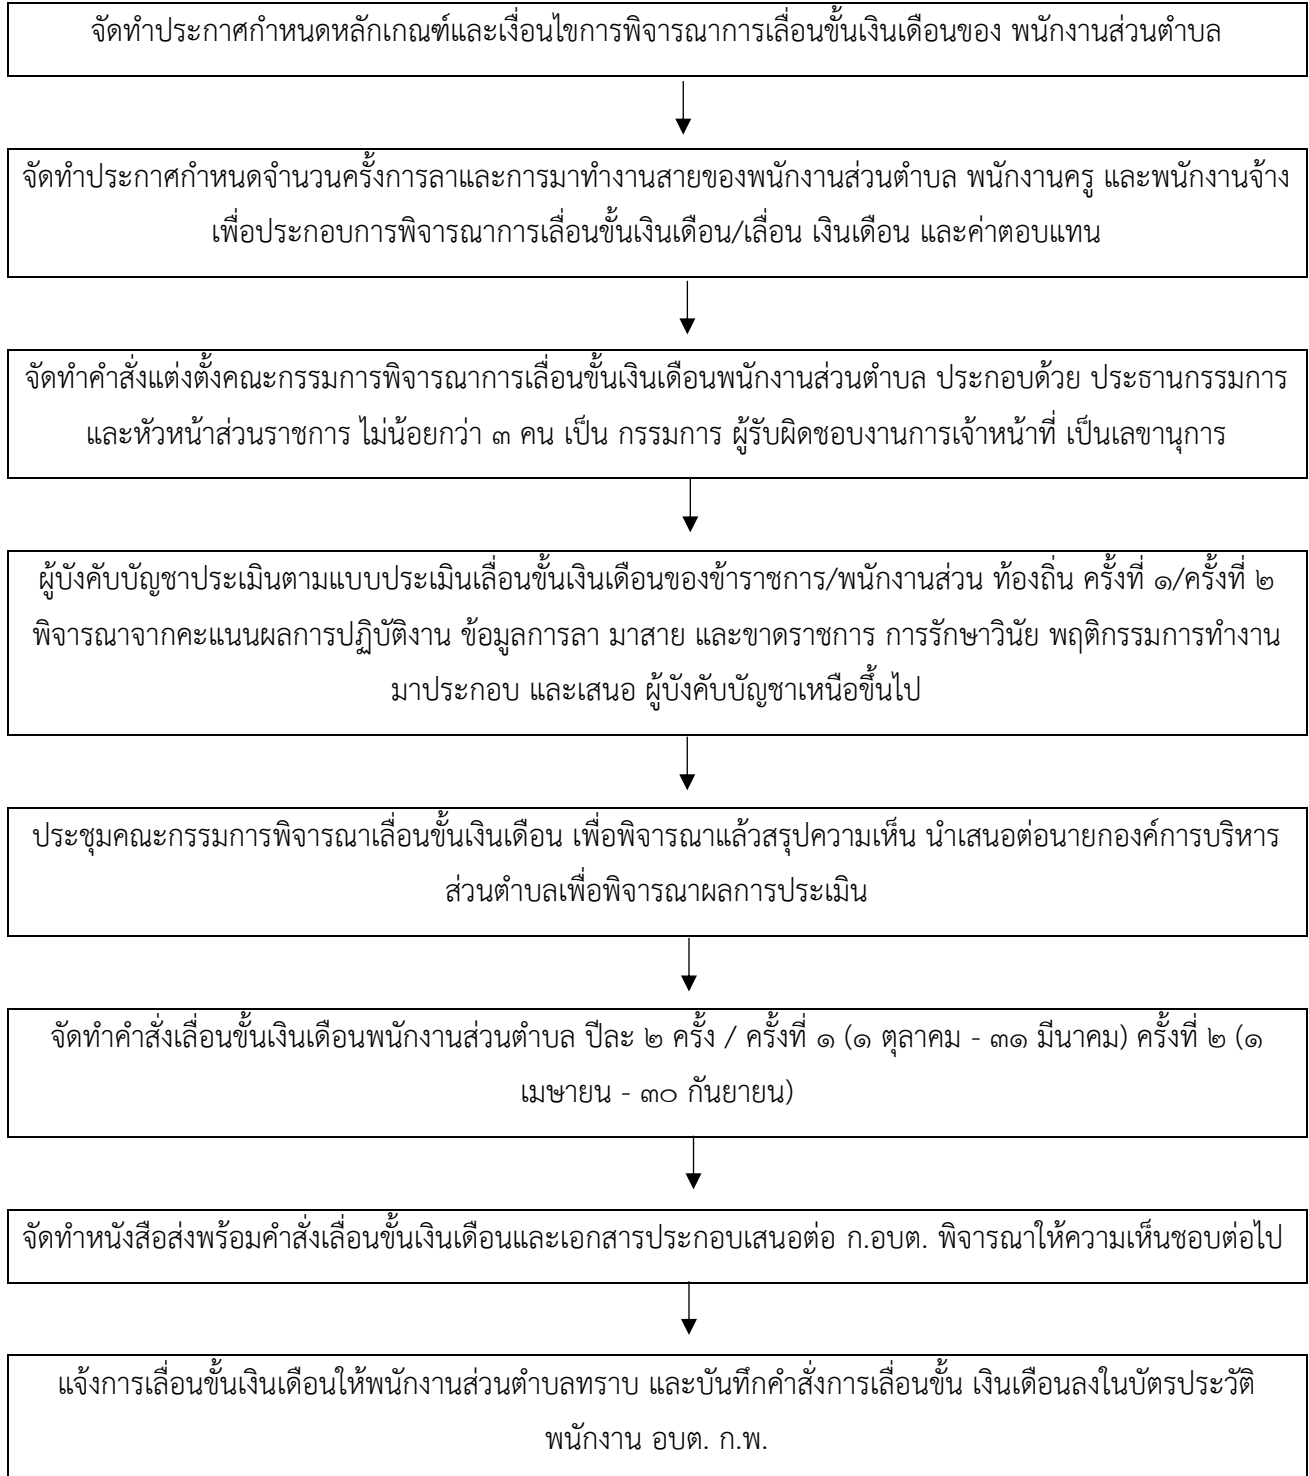 จัดทำประกาศกำหนดหลักเกณฑ์และเงื่อนไขการพิจารณาการเลื่อนขั้นเงินเดือนของ พนักงานส่วนตำบล
จัดทำประกาศกำหนดจำนวนครั้งการลาและการมาทำงานสายของพนักงานส่วนตำบล พนักงานครู และพนักงานจ้าง
เพื่อประกอบการพิจารณาการเลื่อนขั้นเงินเดือน/เลื่อน เงินเดือน และค่าตอบแทน
จัดทำคำสั่งแต่งตั้งคณะกรรมการพิจารณาการเลื่อนขั้นเงินเดือนพนักงานส่วนตำบล ประกอบด้วย ประธานกรรมการ
และหัวหน้าส่วนราชการ ไม่น้อยกว่า ๓ คน เป็น กรรมการ ผู้รับผิดชอบงานการเจ้าหน้าที่ เป็นเลขานุการ
ผู้บังคับบัญชาประเมินตามแบบประเมินเลื่อนขั้นเงินเดือนของข้าราชการ/พนักงานส่วน ท้องถิ่น ครั้งที่ ๑/ครั้งที่ ๒
พิจารณาจากคะแนนผลการปฏิบัติงาน ข้อมูลการลา มาสาย และขาดราชการ การรักษาวินัย พฤติกรรมการทำงาน
มาประกอบ และเสนอ ผู้บังคับบัญชาเหนือขึ้นไป
ประชุมคณะกรรมการพิจารณาเลื่อนขั้นเงินเดือน เพื่อพิจารณาแล้วสรุปความเห็น นำเสนอต่อนายกองค์การบริหาร
ส่วนตำบลเพื่อพิจารณาผลการประเมิน
จัดทำคำสั่งเลื่อนขั้นเงินเดือนพนักงานส่วนตำบล ปีละ ๒ ครั้ง / ครั้งที่ ๑ (๑ ตุลาคม - ๓๑ มีนาคม) ครั้งที่ ๒ (๑
เมษายน - ๓๐ กันยายน)
จัดทำหนังสือส่งพร้อมคำสั่งเลื่อนขั้นเงินเดือนและเอกสารประกอบเสนอต่อ ก.อบต. พิจารณาให้ความเห็นชอบต่อไป
แจ้งการเลื่อนขั้นเงินเดือนให้พนักงานส่วนตำบลทราบ และบันทึกคำสั่งการเลื่อนขั้น เงินเดือนลงในบัตรประวัติ
พนักงาน อบต. ก.พ.